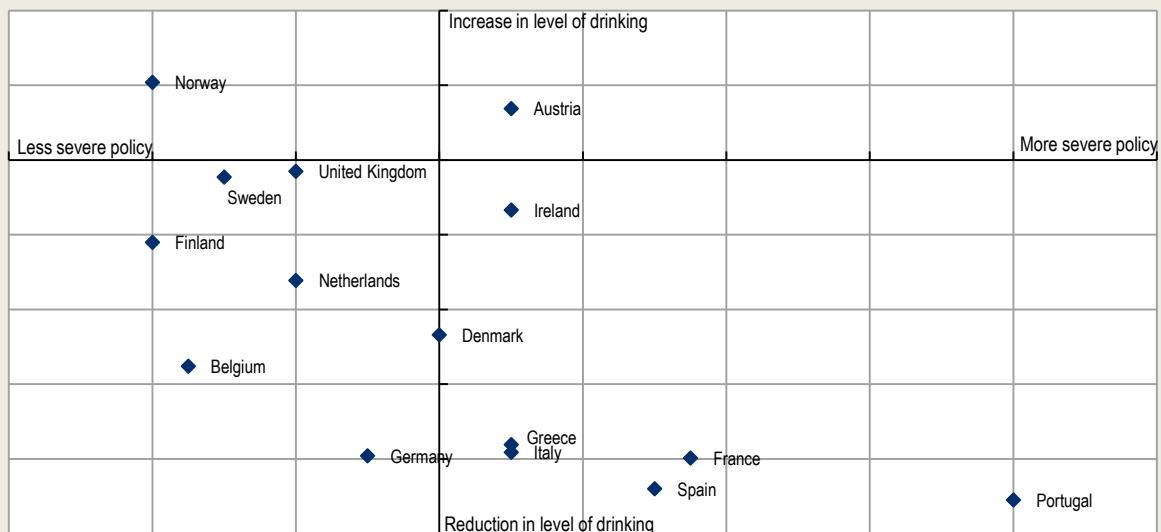 Increase in level of drinking
Norway
Austria
Less severe policy
More severe policy
United Kingdom
Sweden
Ireland
Finland
Netherlands
Denmark
Belgium
Greece
Italy
Germany
France
Spain
Portugal
Reduction in level of drinking